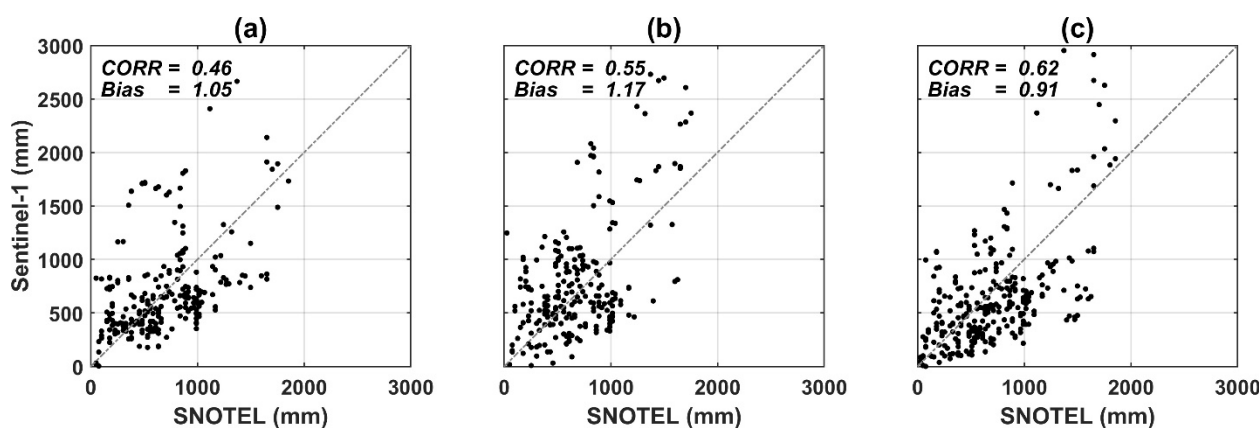 (a)
CORR = 0.46
Bias = 1.05
3000
2500
2000
1500
1000
500
0
0 1000 2000 3000
Sentinel-1 (mm)
SNOTEL (mm)
(b)
CORR = 0.55
Bias = 1.17
0 1000 2000 3000
SNOTEL (mm)
(c)
CORR = 0.62
Bias = 0.91
0 1000 2000 3000
SNOTEL (mm)